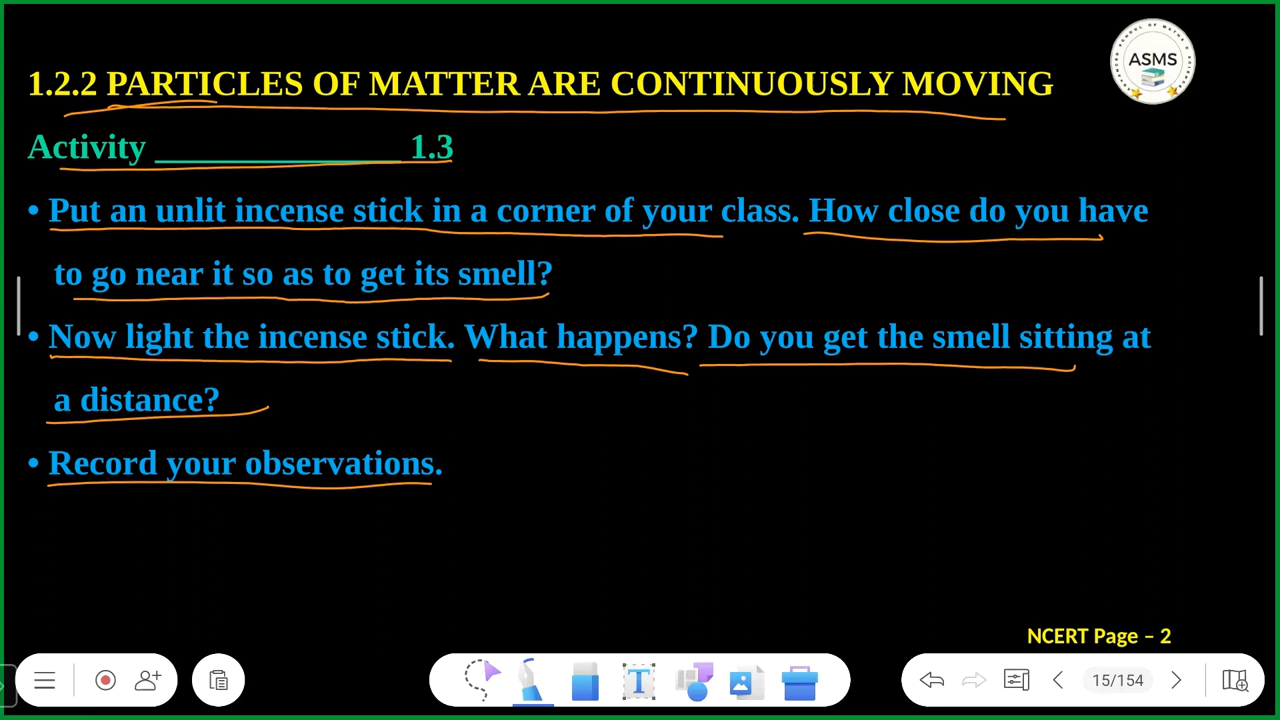 1.2.2 PARTICLES OF MATTER ARE CONTINUOUSLY MOVING
ASMS
Activity ______________ 1.3
• Put an unlit incense stick in a corner of your class. How close do you have
to go near it so as to get its smell?
• Now light the incense stick. What happens? Do you get the smell sitting at
a distance?
• Record your observations.
NCERT Page – 2
15/154